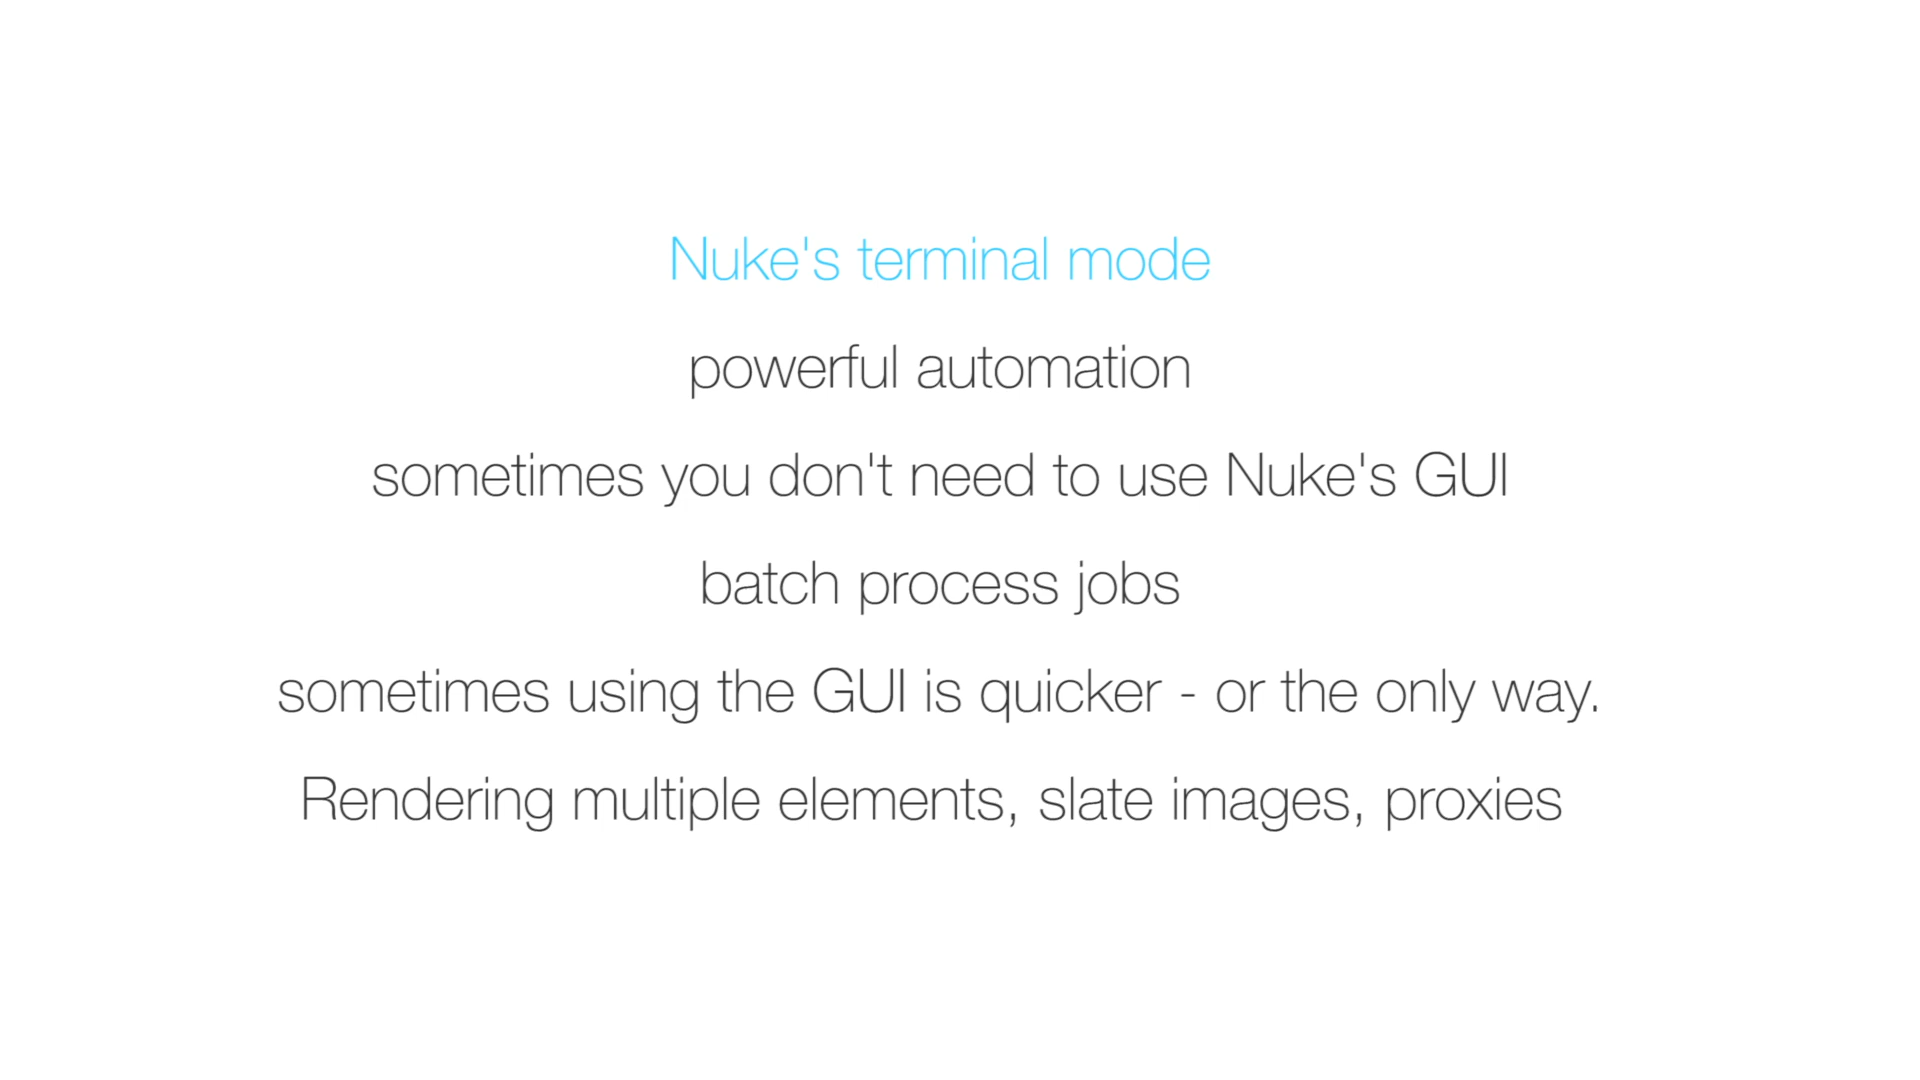 Nuke's terminal mode
powerful automation
sometimes you don't need to use Nuke's GUI
batch process jobs
sometimes using the GUI is quicker - or the only way.
Rendering multiple elements, slate images, proxies